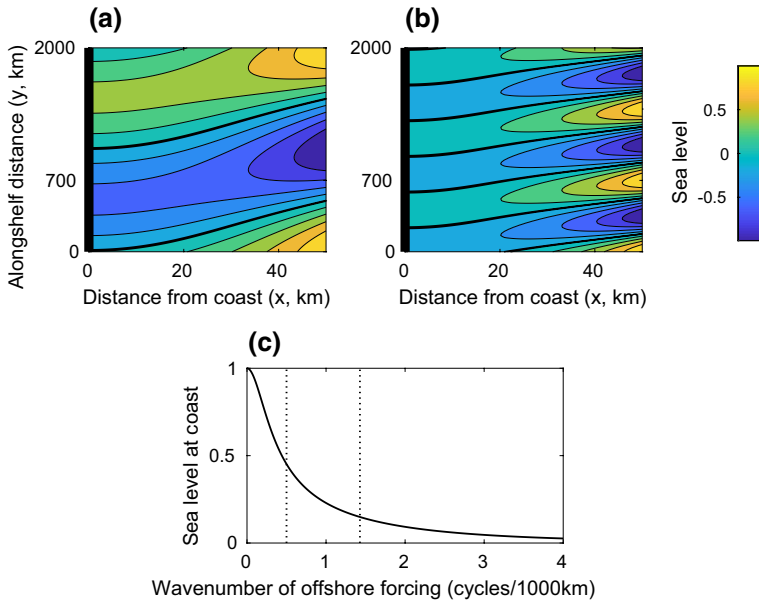 (a)
(b)
2000
700
0
Alongshelf distance (y, km)
0
20
40
Distance from coast (x, km)
2000
700
0
0
20
40
Distance from coast (x, km)
0.5
0
-0.5
Sea level
(c)
1
0.5
0
Sea level at coast
0
1
2
3
4
Wavenumber of offshore forcing (cycles/1000km)